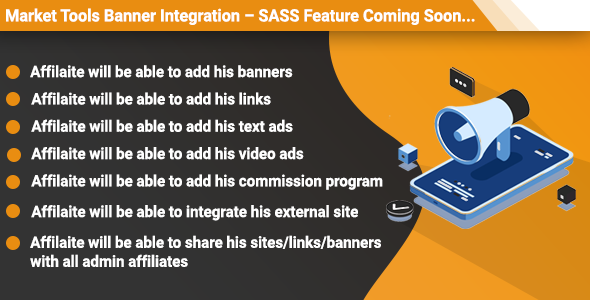 Market Tools Banner Integration – SASS Feature Coming Soon...
Affilaite will be able to add his banners
Affilaite will be able to add his links
Affilaite will be able to add his text ads
Affilaite will be able to add his video ads
Affilaite will be able to add his commission program
Affilaite will be able to integrate his external site
Affilaite will be able to share his sites/links/banners
with all admin affiliates